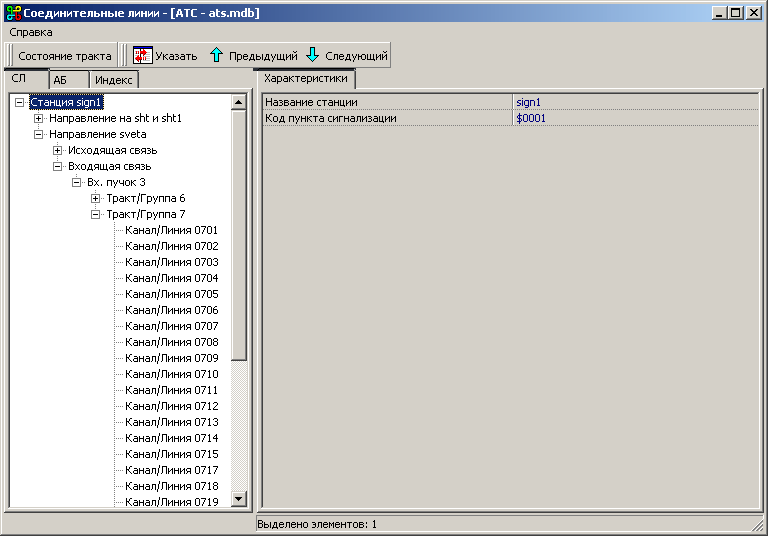 Соединительные линии - [АТС - ats.mdb]
Справка
Состояние тракта Указать Предыдущий Следующий
СЛ АБ Индекс
Станция sign1
Направление на sht и sht1
Направление sveta
Исходящая связь
Входящая связь
Вх. пучок 3
Тракт/Группа 6
Тракт/Группа 7
Канал/Линия 0701
Канал/Линия 0702
Канал/Линия 0703
Канал/Линия 0704
Канал/Линия 0705
Канал/Линия 0706
Канал/Линия 0707
Канал/Линия 0708
Канал/Линия 0709
Канал/Линия 0710
Канал/Линия 0711
Канал/Линия 0712
Канал/Линия 0713
Канал/Линия 0714
Канал/Линия 0715
Канал/Линия 0717
Канал/Линия 0718
Канал/Линия 0719
Характеристики
Название станции sign1
Код пункта сигнализации $0001
Выделено элементов: 1